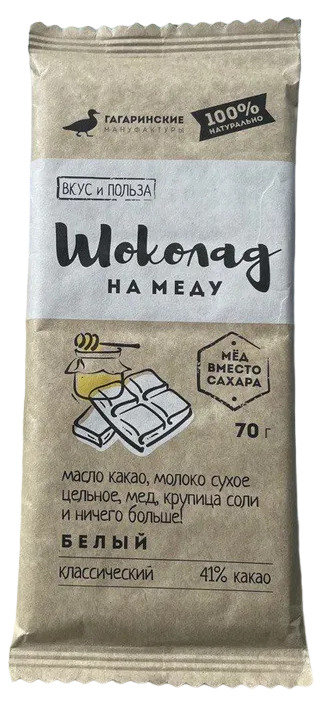 ГАГАРИНСКИЕ
МАНУФАКТУРЫ
100%
НАТУРАЛЬНО
ВКУС и ПОЛЬЗА
Шоколад
НА МЕДУ
МЁД
ВМЕСТО
САХАРА
70 г
масло какао, молоко сухое
цельное, мед, крупица соли
и ничего больше!
БЕЛЫЙ
классический 41% какао